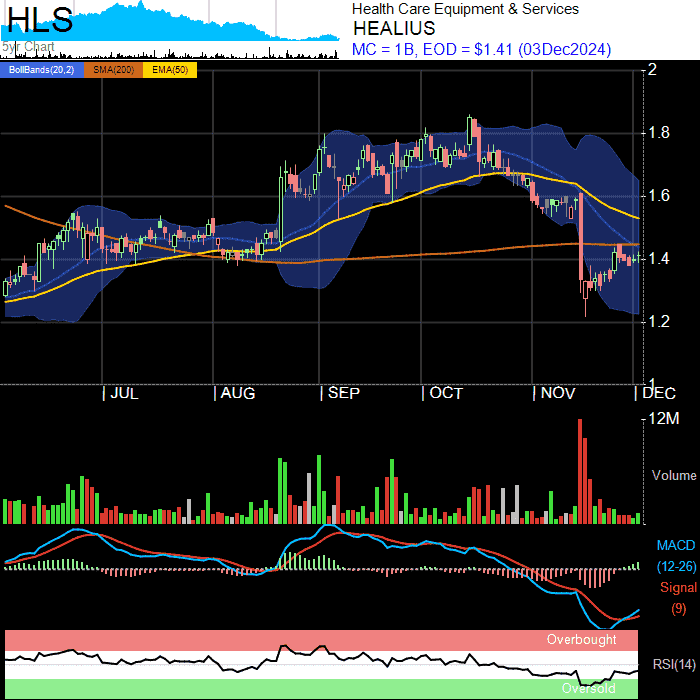 HLS
5yr Chart
Health Care Equipment & Services
HEALIUS
MC = 1B, EOD = $1.41 (03Dec2024)
BollBands(20,2) SMA(200) EMA(50)
2
1.8
1.6
1.4
1.2
1
JUL AUG SEP OCT NOV DEC
12M
Volume
MACD
(12-26)
Signal
(9)
Overbought
RSI(14)
Oversold